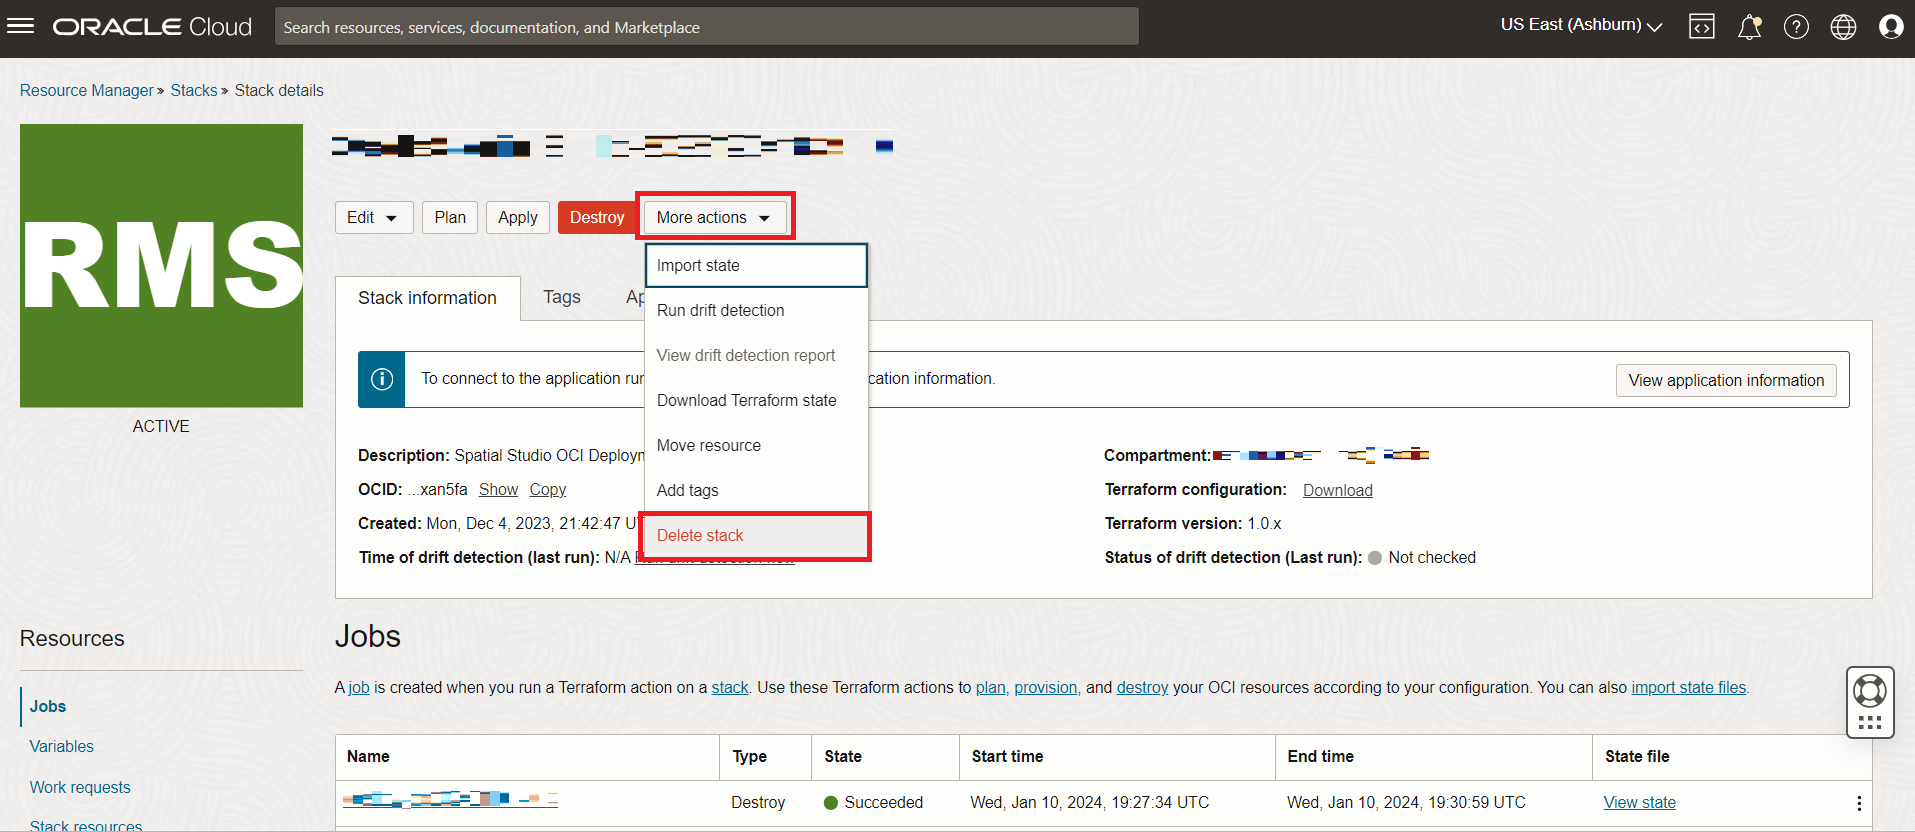 ORACLE Cloud Search resources, services, documentation, and Marketplace US East (Ashburn)
Resource Manager » Stacks » Stack details
RMS
ACTIVE
Edit Plan Apply Destroy More actions
Import state
Run drift detection
View drift detection report
Download Terraform state
Move resource
Add tags
Delete stack
Stack information Tags Ap
To connect to the application run cation information. View application information
Description: Spatial Studio OCI Deploym
OCID: ...xan5fa Show Copy
Created: Mon, Dec 4, 2023, 21:42:47 U
Time of drift detection (last run): N/A
Compartment:
Terraform configuration: Download
Terraform version: 1.0.x
Status of drift detection (Last run): Not checked
Resources
Jobs
Variables
Work requests
Stack resources
Jobs
A job is created when you run a Terraform action on a stack. Use these Terraform actions to plan, provision, and destroy your OCI resources according to your configuration. You can also import state files.
Name Type State Start time End time State file
Destroy Succeeded Wed, Jan 10, 2024, 19:27:34 UTC Wed, Jan 10, 2024, 19:30:59 UTC View state